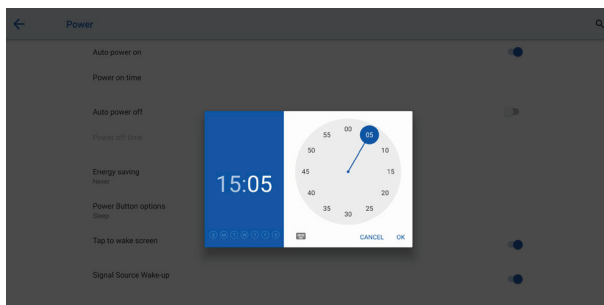 Power
Auto power on
Power on time
Auto power off
Power off time
Energy saving
Never
Power Button options
Sleep
Tap to wake screen
Signal Source Wake-up
15:05
S M T W T F S
00
05
10
15
20
25
30
35
40
45
50
55
CANCEL OK